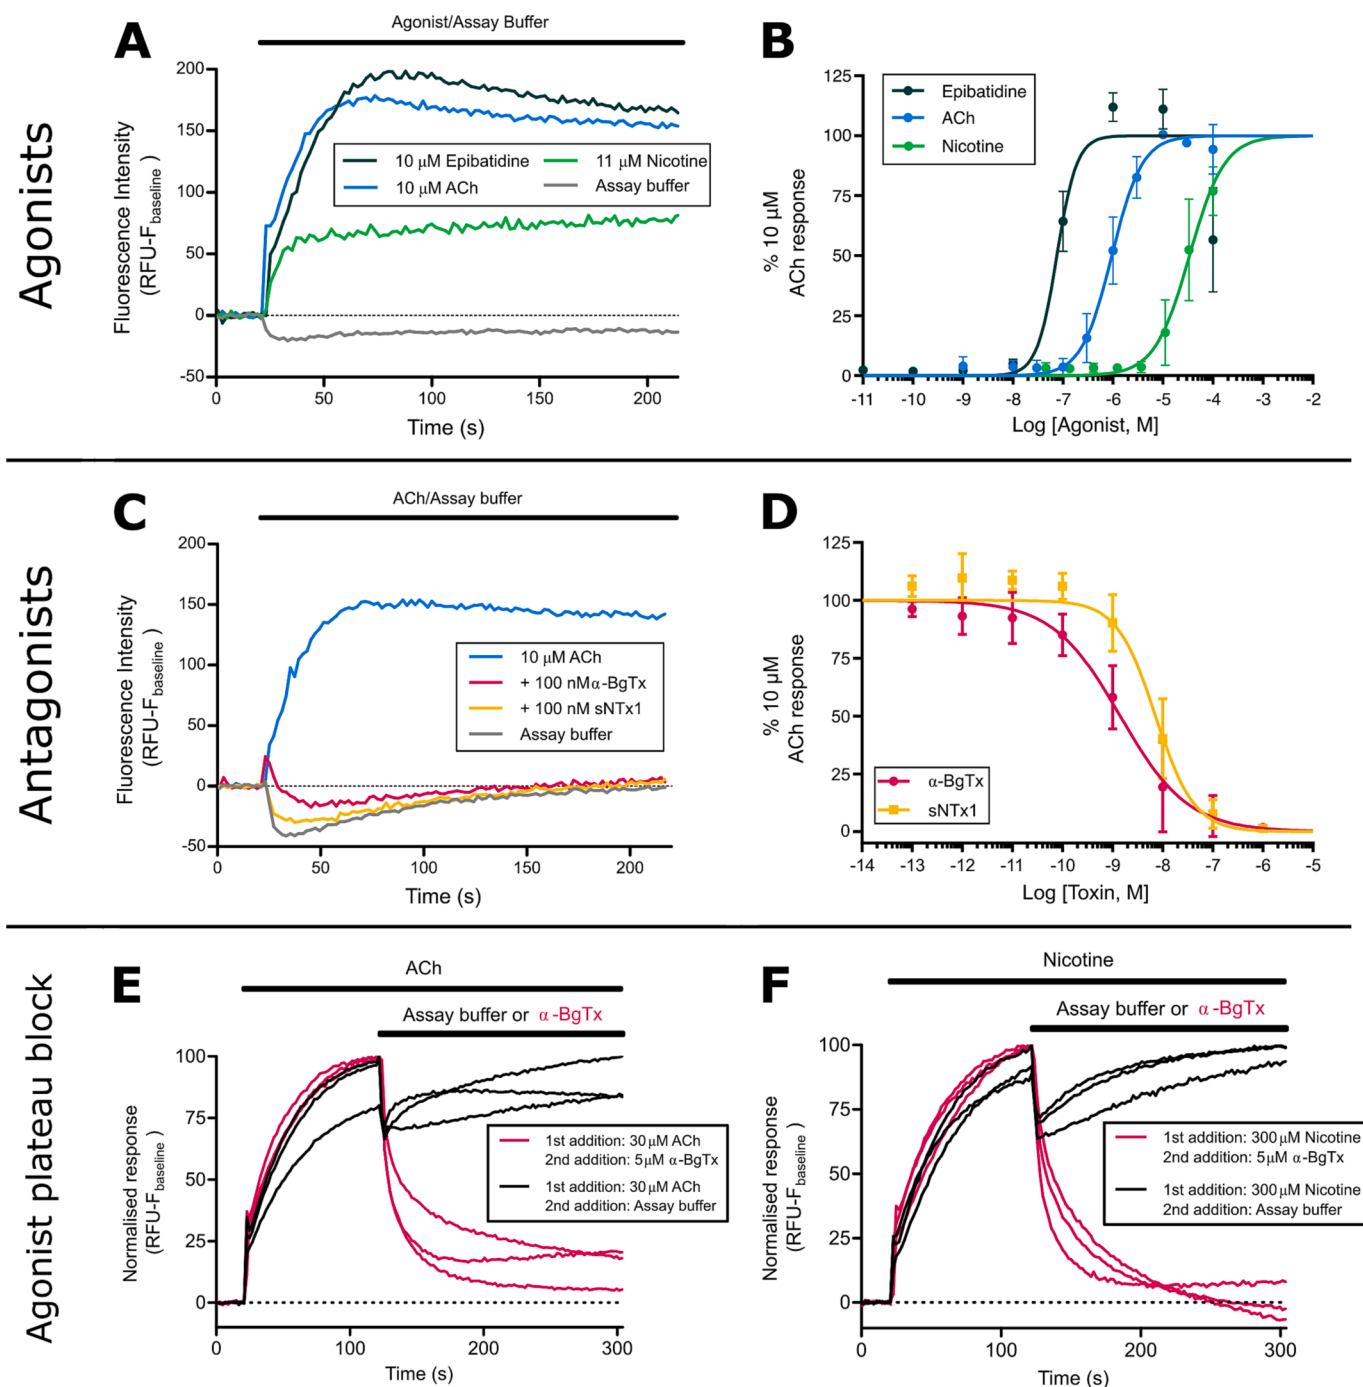 Agonists
A
Agonist/Assay Buffer
Fluorescence Intensity
(RFU-Fbaseline)
200
150
100
50
0
-50
10 μM Epibatidine
11 μM Nicotine
10 μM ACh
Assay buffer
0
50
100
150
200
Time (s)
B
% 10 μM
ACh response
125
100
75
50
25
0
Epibatidine
ACh
Nicotine
-11
-10
-9
-8
-7
-6
-5
-4
-3
-2
Log [Agonist, M]
Antagonists
C
ACh/Assay buffer
Fluorescence Intensity
(RFU-Fbaseline )
200
150
100
50
0
-50
10 μM ACh
+ 100 nMα-BgTx
+ 100 nM sNTx1
Assay buffer
0
50
100
150
200
Time (s)
D
% 10 μM
ACh response
125
100
75
50
25
0
α-BgTx
sNTx1
-14
-13
-12
-11
-10
-9
-8
-7
-6
-5
Log [Toxin, M]
Agonist plateau block
E
ACh
Assay buffer or α-BgTx
Normalised response
(RFU-Fbaseline )
100
75
50
25
0
1st addition: 30μM ACh
2nd addition: 5μM α-BgTx
1st addition: 30μM ACh
2nd addition: Assay buffer
0
100
200
300
Time (s)
F
Nicotine
Assay buffer or α-BgTx
Normalised response
(RFU-Fbaseline )
100
75
50
25
0
1st addition: 300μM Nicotine
2nd addition: 5μM α-BgTx
1st addition: 300μM Nicotine
2nd addition: Assay buffer
0
100
200
300
Time (s)